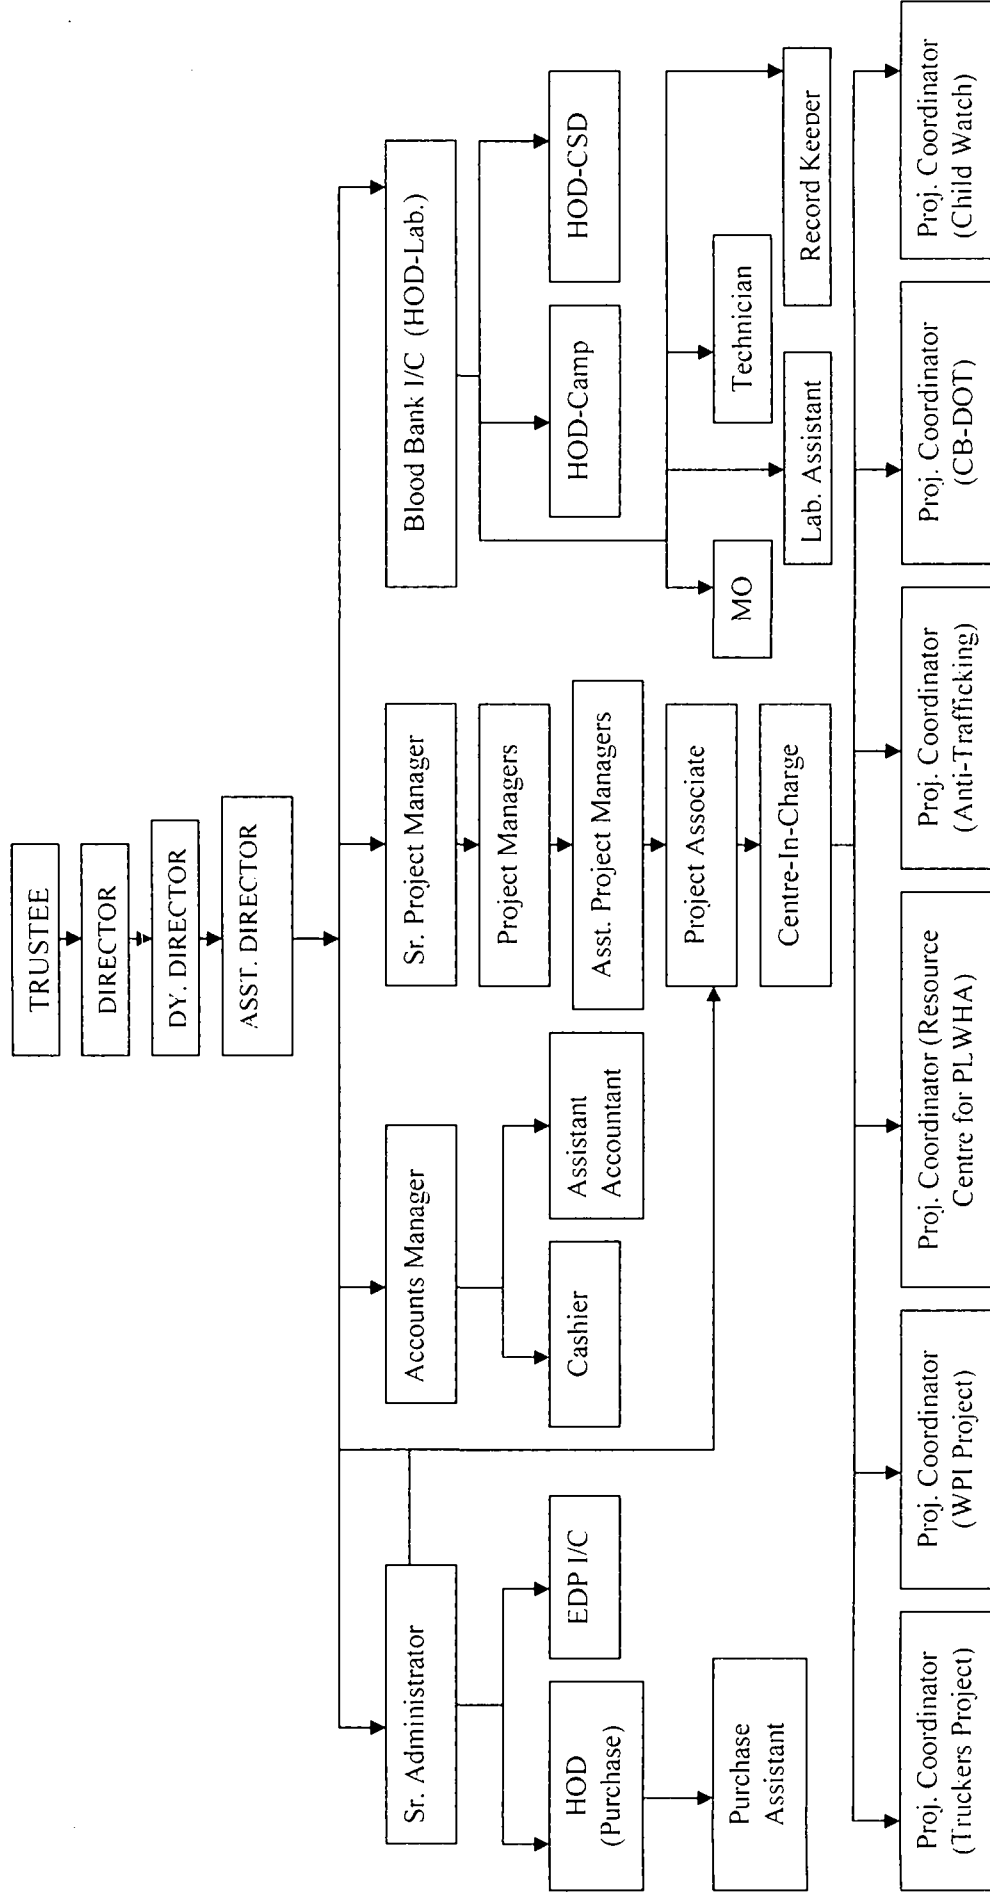 TRUSTEE
DIRECTOR
DY. DIRECTOR
ASST. DIRECTOR
Sr. Administrator
Accounts Manager
Sr. Project Manager
Blood Bank I/C (HOD-Lab.)
Project Managers
HOD
(Purchase)
EDP I/C
Cashier
Assistant
Accountant
Asst. Project Managers
HOD-Camp
HOD-CSD
Project Associate
Purchase
Assistant
MO
Technician
Centre-In-Charge
Lab. Assistant
Record Keeper
Proj. Coordinator
(Truckers Project)
Proj. Coordinator
(WPI Project)
Proj. Coordinator (Resource
Centre for PLWHA)
Proj. Coordinator
(Anti-Trafficking)
Proj. Coordinator
(CB-DOT)
Proj. Coordinator
(Child Watch)